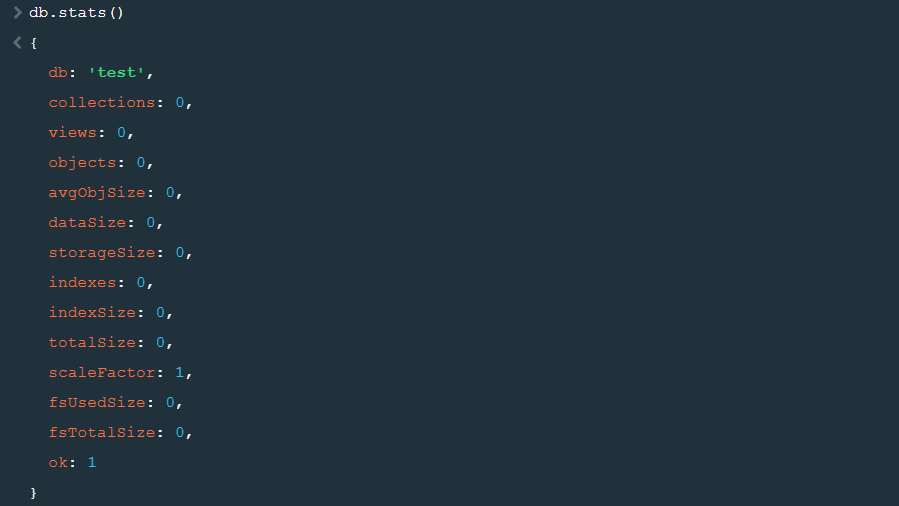 > db.stats()
< {
db: 'test',
collections: 0,
views: 0,
objects: 0,
avgObjSize: 0,
dataSize: 0,
storageSize: 0,
indexes: 0,
indexSize: 0,
totalSize: 0,
scaleFactor: 1,
fsUsedSize: 0,
fsTotalSize: 0,
ok: 1
}